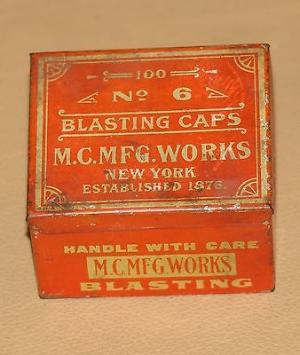 100
No 6
BLASTING CAPS
M.C.MFG.WORKS
NEW YORK
ESTABLISHED 1876.
HANDLE WITH CARE
M.C.MFG.WORKS
BLASTING